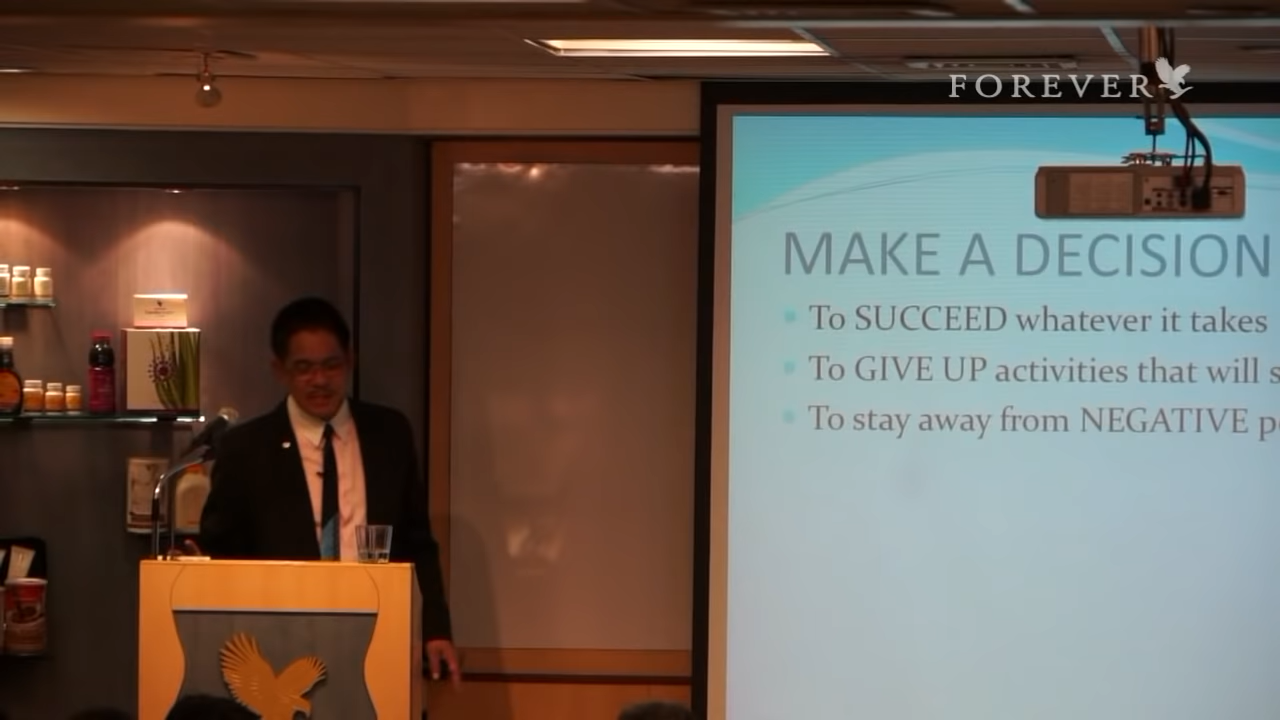 FOREVER
MAKE A DECISION
To SUCCEED whatever it takes
To GIVE UP activities that will s
To stay away from NEGATIVE pe